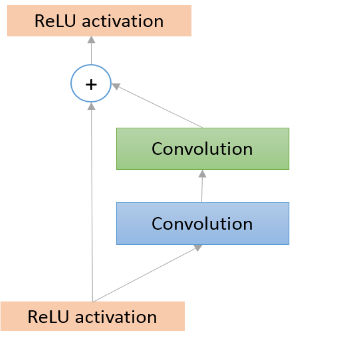 ReLU activation
+
Convolution
Convolution
ReLU activation